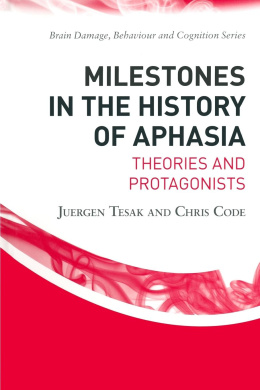 Brain Damage, Behaviour and Cognition Series
MILESTONES
IN THE HISTORY
OF APHASIA
THEORIES AND
PROTAGONISTS
JUERGEN TESAK AND CHRIS CODE